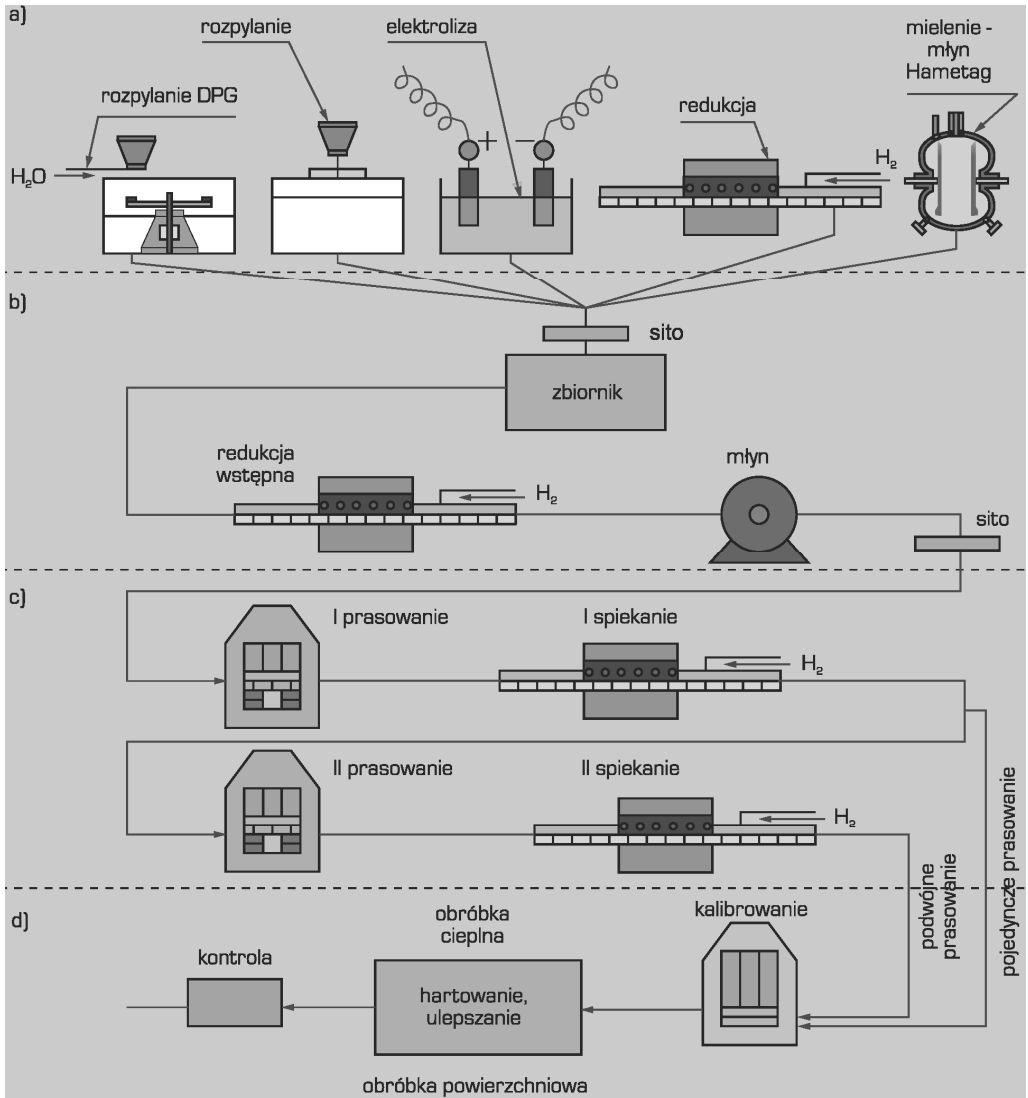 a)
rozpylanie
elektroliza
mielenie -
młyn
Hametag
rozpylanie DPG
redukcja
H₂O
+
−
H₂
b)
sito
zbiornik
redukcja
wstępna
H₂
młyn
sito
c)
I prasowanie
I spiekanie
H₂
II prasowanie
II spiekanie
H₂
podwójne
prasowanie
pojedyncze prasowanie
d)
kontrola
obróbka
cieplna
hartowanie,
ulepszanie
obróbka powierzchniowa
kalibrowanie